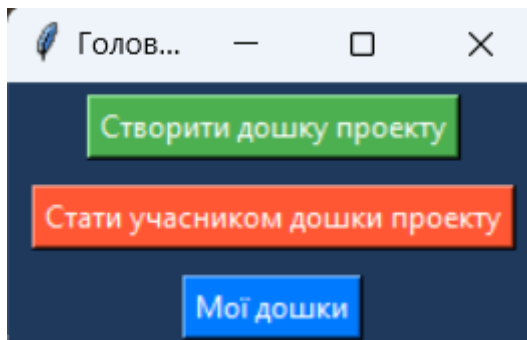 Голов...
Створити дошку проекту
Стати учасником дошки проекту
Мої дошки